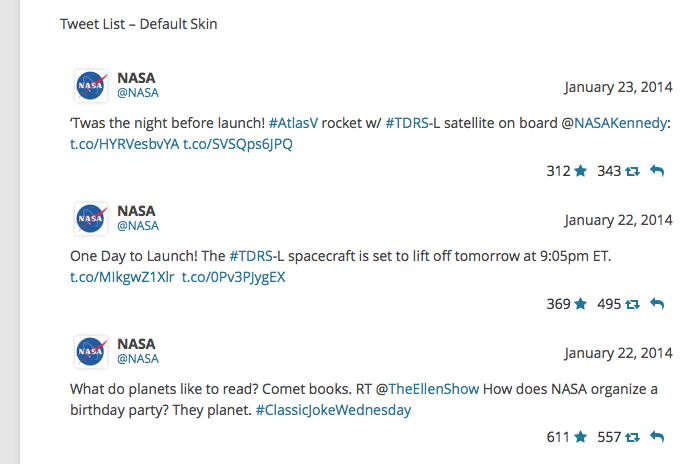 Tweet List – Default Skin
NASA
NASA
@NASA
January 23, 2014
‘Twas the night before launch! #AtlasV rocket w/ #TDRS-L satellite on board @NASAKennedy:
t.co/HYRVesbvYA t.co/SVSQps6JPQ
312 343
NASA
NASA
@NASA
January 22, 2014
One Day to Launch! The #TDRS-L spacecraft is set to lift off tomorrow at 9:05pm ET.
t.co/MIkgwZ1Xlr t.co/0Pv3PJygEX
369 495
NASA
NASA
@NASA
January 22, 2014
What do planets like to read? Comet books. RT @TheEllenShow How does NASA organize a
birthday party? They planet. #ClassicJokeWednesday
611 557